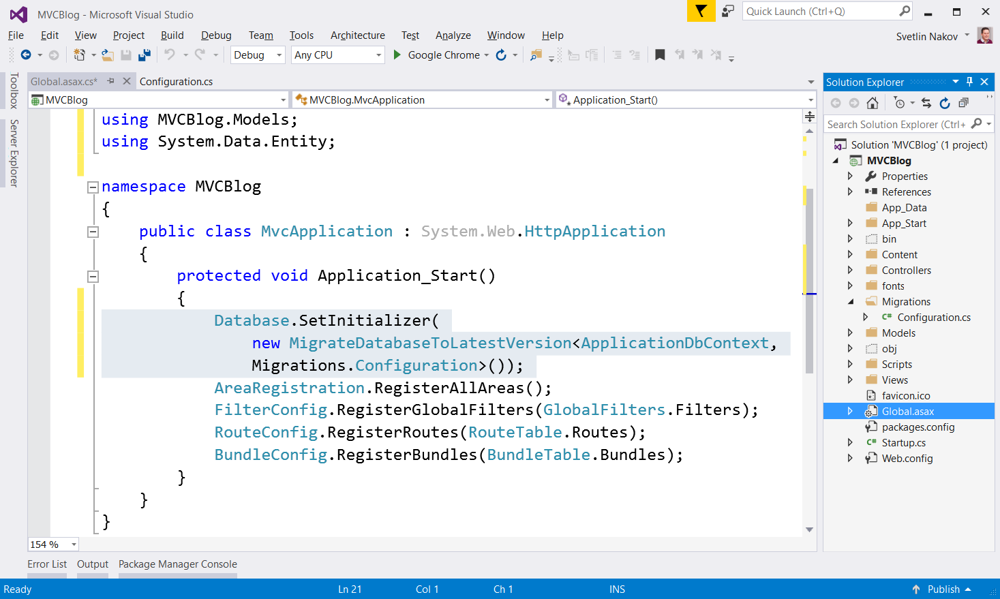 MVCBlog - Microsoft Visual Studio
Quick Launch (Ctrl+Q)
File Edit View Project Build Debug Team Tools Architecture Test Analyze Window Help
Svetlin Nakov
Debug Any CPU Google Chrome
Toolbox
Server Explorer
Global.asax.cs* Configuration.cs
MVCBlog MVCBlog.MvcApplication Application_Start()
using MVCBlog.Models;
using System.Data.Entity;
namespace MVCBlog
{
public class MvcApplication : System.Web.HttpApplication
{
protected void Application_Start()
{
Database.SetInitializer(
new MigrateDatabaseToLatestVersion<ApplicationDbContext,
Migrations.Configuration>());
AreaRegistration.RegisterAllAreas();
FilterConfig.RegisterGlobalFilters(GlobalFilters.Filters);
RouteConfig.RegisterRoutes(RouteTable.Routes);
BundleConfig.RegisterBundles(BundleTable.Bundles);
}
}
}
154 %
Solution Explorer
Search Solution Explorer (Ctrl+
Solution 'MVCBlog' (1 project)
MVCBlog
Properties
References
App_Data
App_Start
bin
Content
Controllers
fonts
Migrations
C# Configuration.cs
Models
obj
Scripts
Views
favicon.ico
Global.asax
packages.config
C# Startup.cs
Web.config
Error List Output Package Manager Console
Ready Ln 21 Col 1 Ch 1 INS Publish